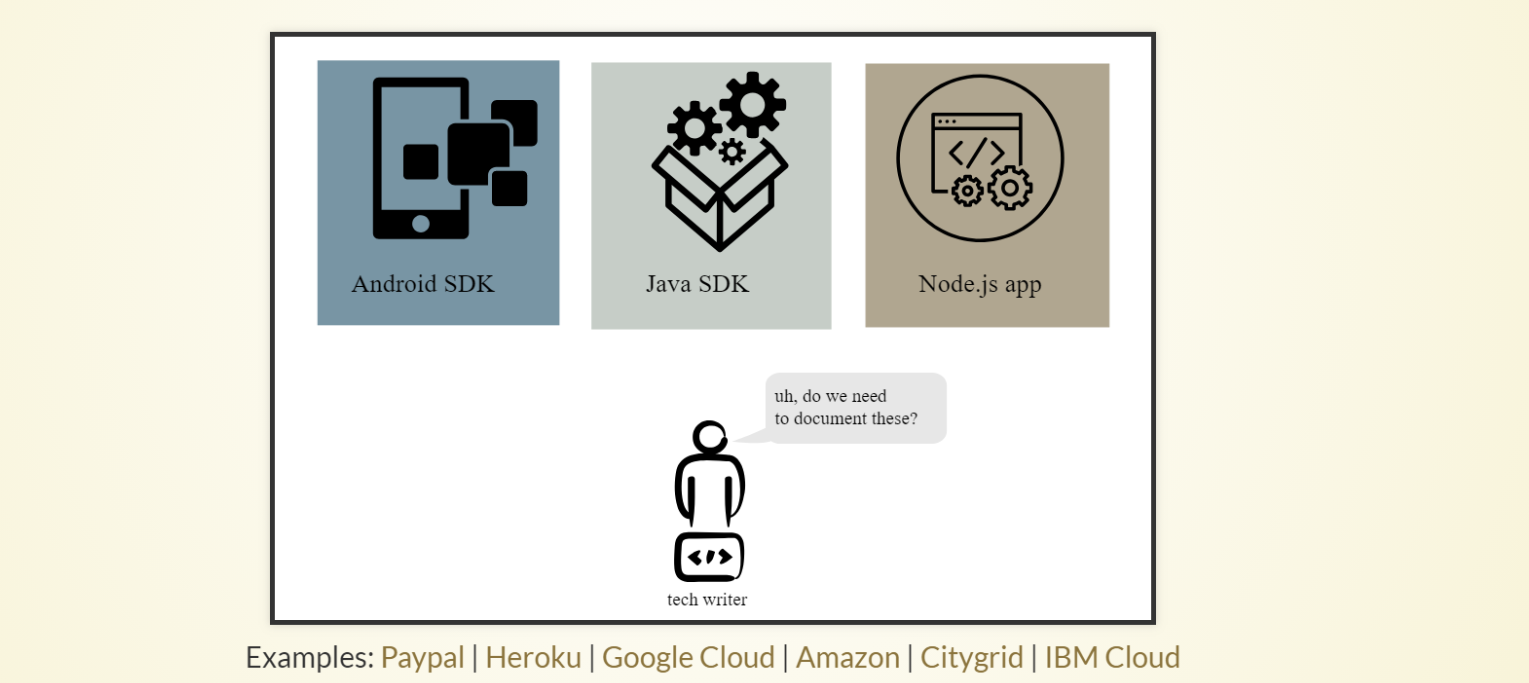 Android SDK
Java SDK
Node.js app
uh, do we need
to document these?
tech writer
Examples: Paypal | Heroku | Google Cloud | Amazon | Citygrid | IBM Cloud